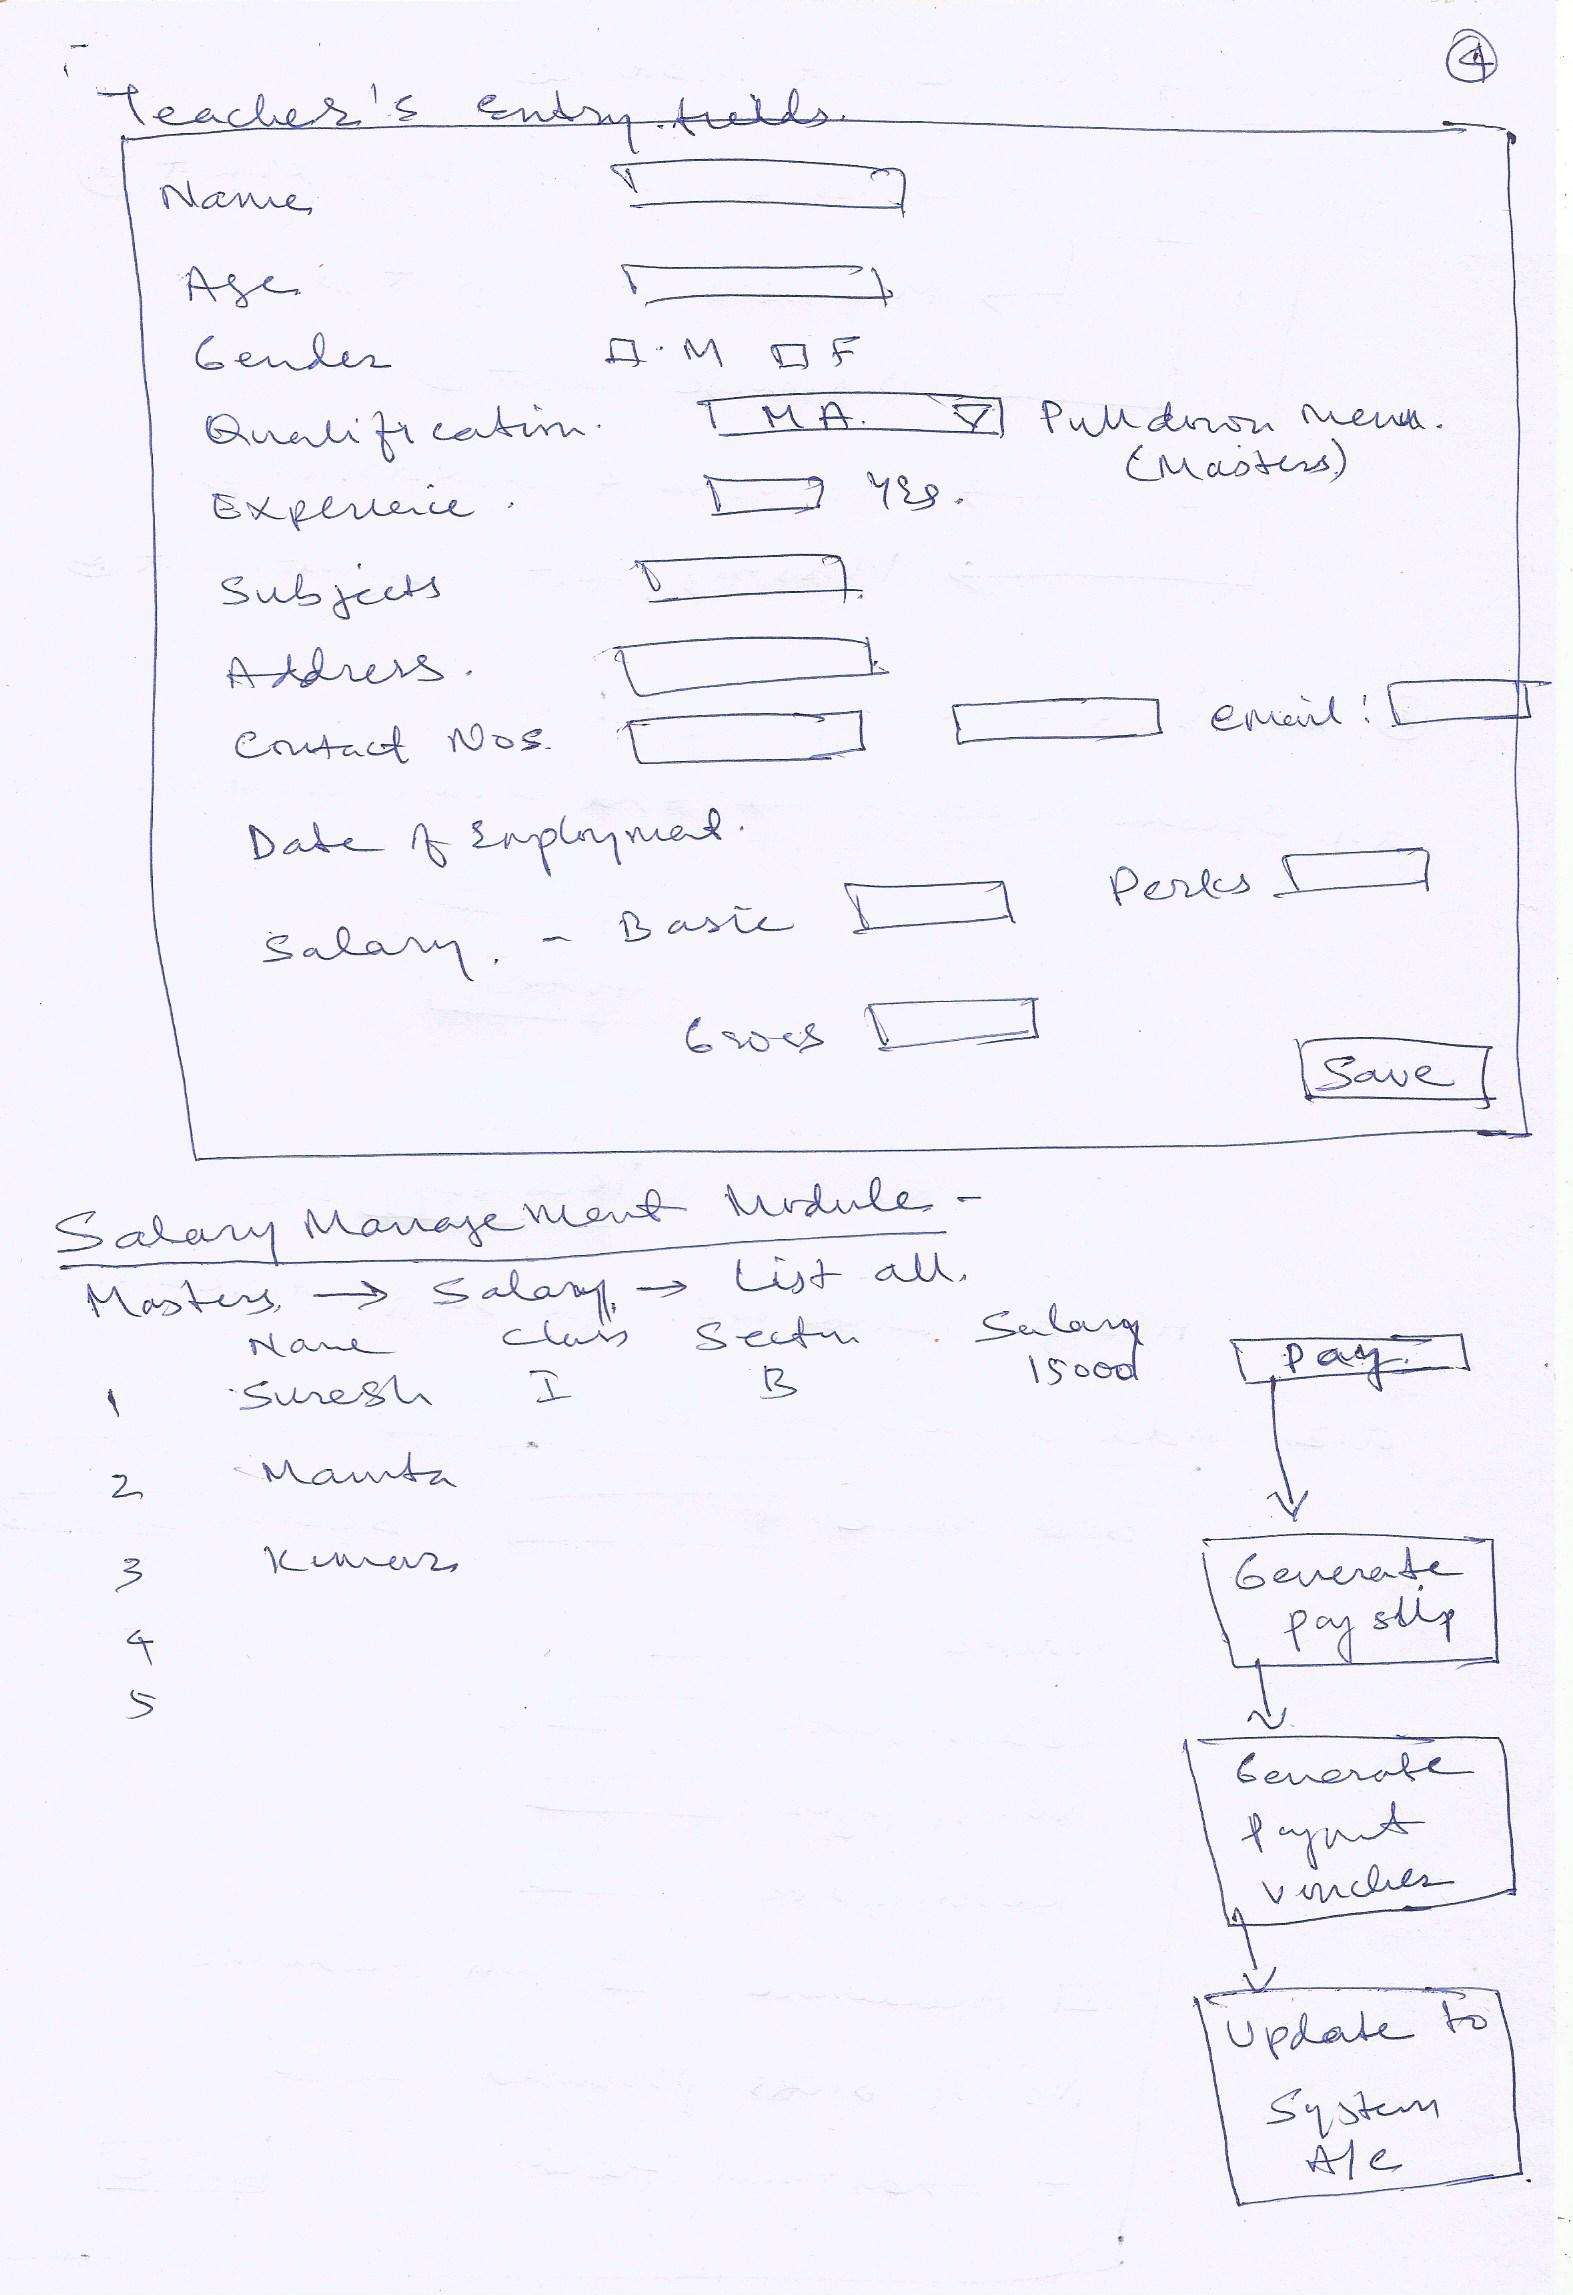 4
Teacher's Entry fields.
Name
Age
Gender M F
Qualification. MA. Pulldown Menu.
(Masters)
Experience. Yrs.
Subjects
Address.
Contact Nos. email:
Date of Employment.
Salary. - Basic Perks
Gross
Save
Salary Management Module -
Masters → Salary → List all.
Name Class Section Salary
1 Suresh I B 15000 Pay.
2 Mamta
3 Kumar
4
5
Generate
Pay slip
Generate
Paymt
Voucher
Update to
System
A/c